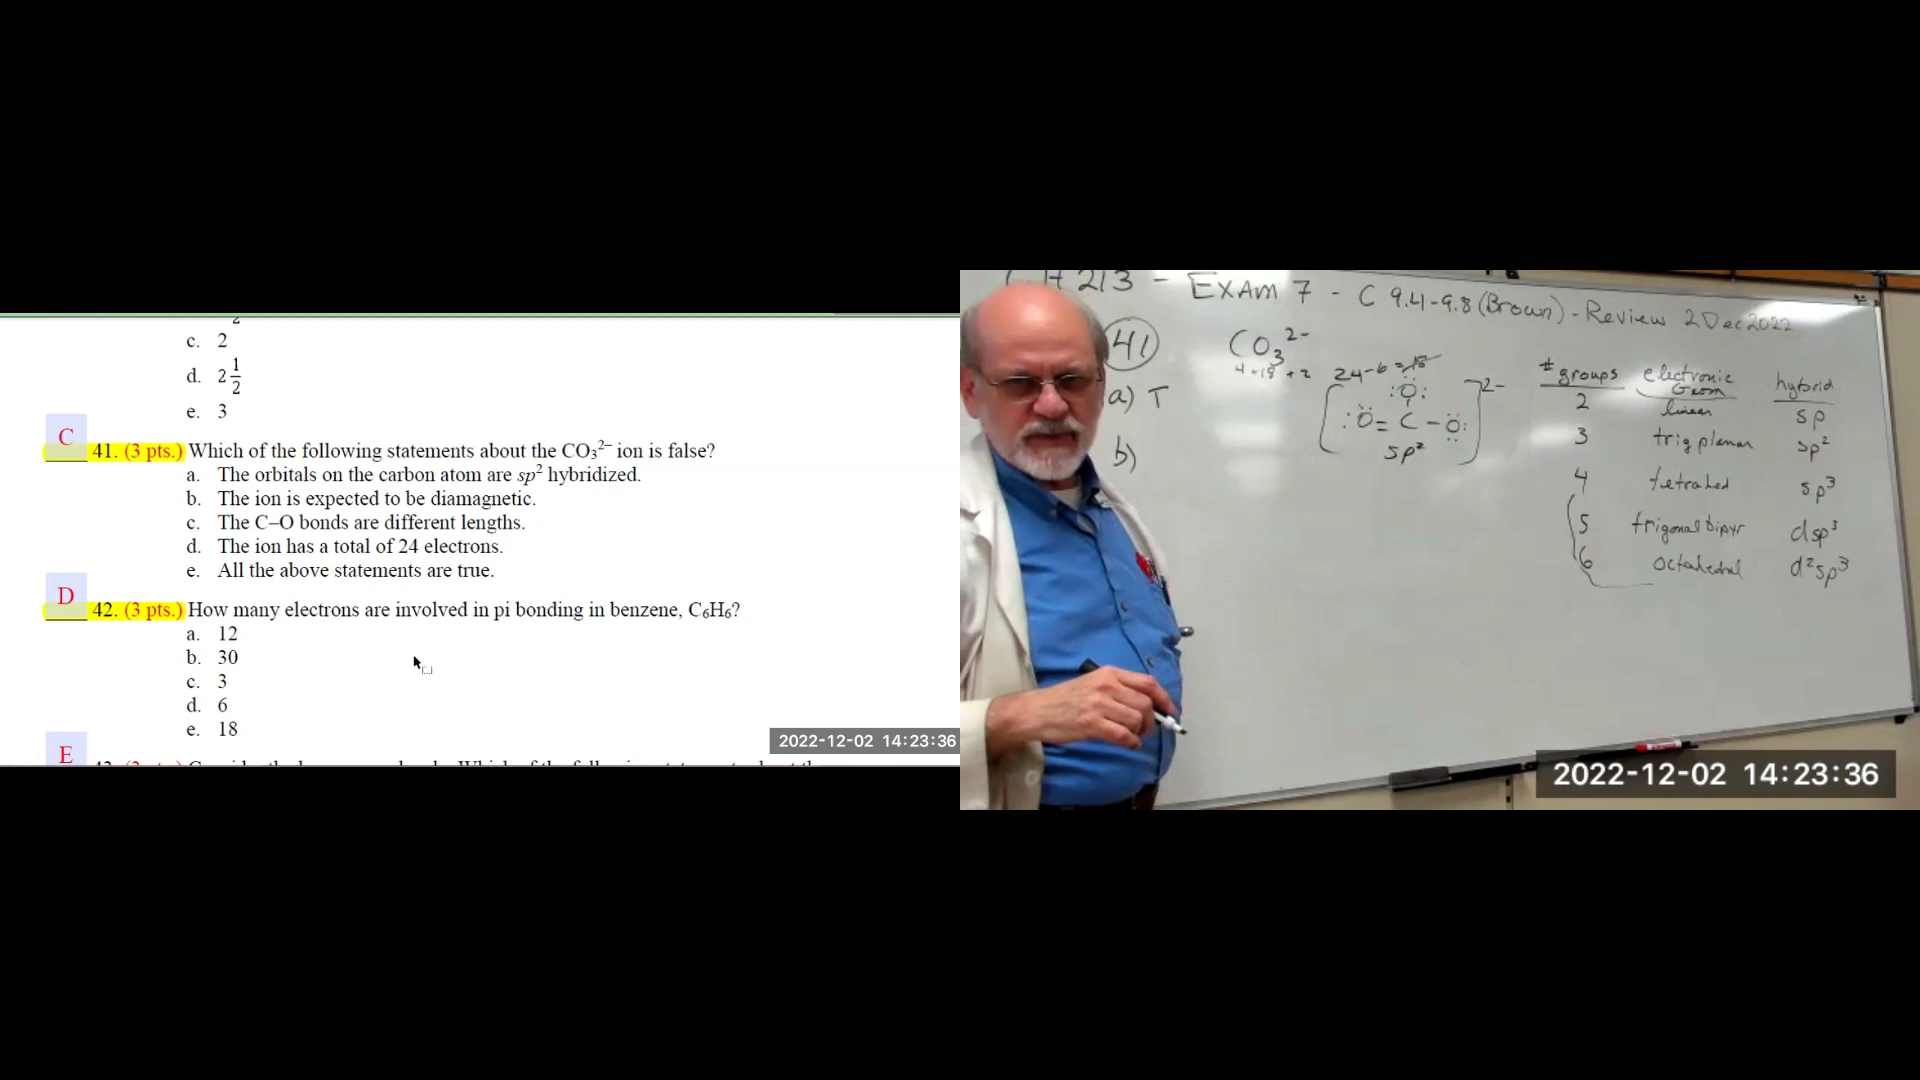 c. 2
d. 2 1/2
e. 3
C
41. (3 pts.) Which of the following statements about the CO₃²⁻ ion is false?
a. The orbitals on the carbon atom are sp² hybridized.
b. The ion is expected to be diamagnetic.
c. The C–O bonds are different lengths.
d. The ion has a total of 24 electrons.
e. All the above statements are true.
D
42. (3 pts.) How many electrons are involved in pi bonding in benzene, C₆H₆?
a. 12
b. 30
c. 3
d. 6
e. 18
2022-12-02 14:23:36
E
213 - EXAM 7 - C 9.4-9.8 (Brown) - Review 2 Dec 2022
41
CO₃²⁻
4+18+2
24-6=18
a) T
b)
:O:
:O=C-O: 2-
sp²
# groups electronic Geom hybrid
2 linear sp
3 trig planar sp²
4 tetrahed sp³
5 trigonal bipyr dsp³
6 octahedral d²sp³
2022-12-02 14:23:36